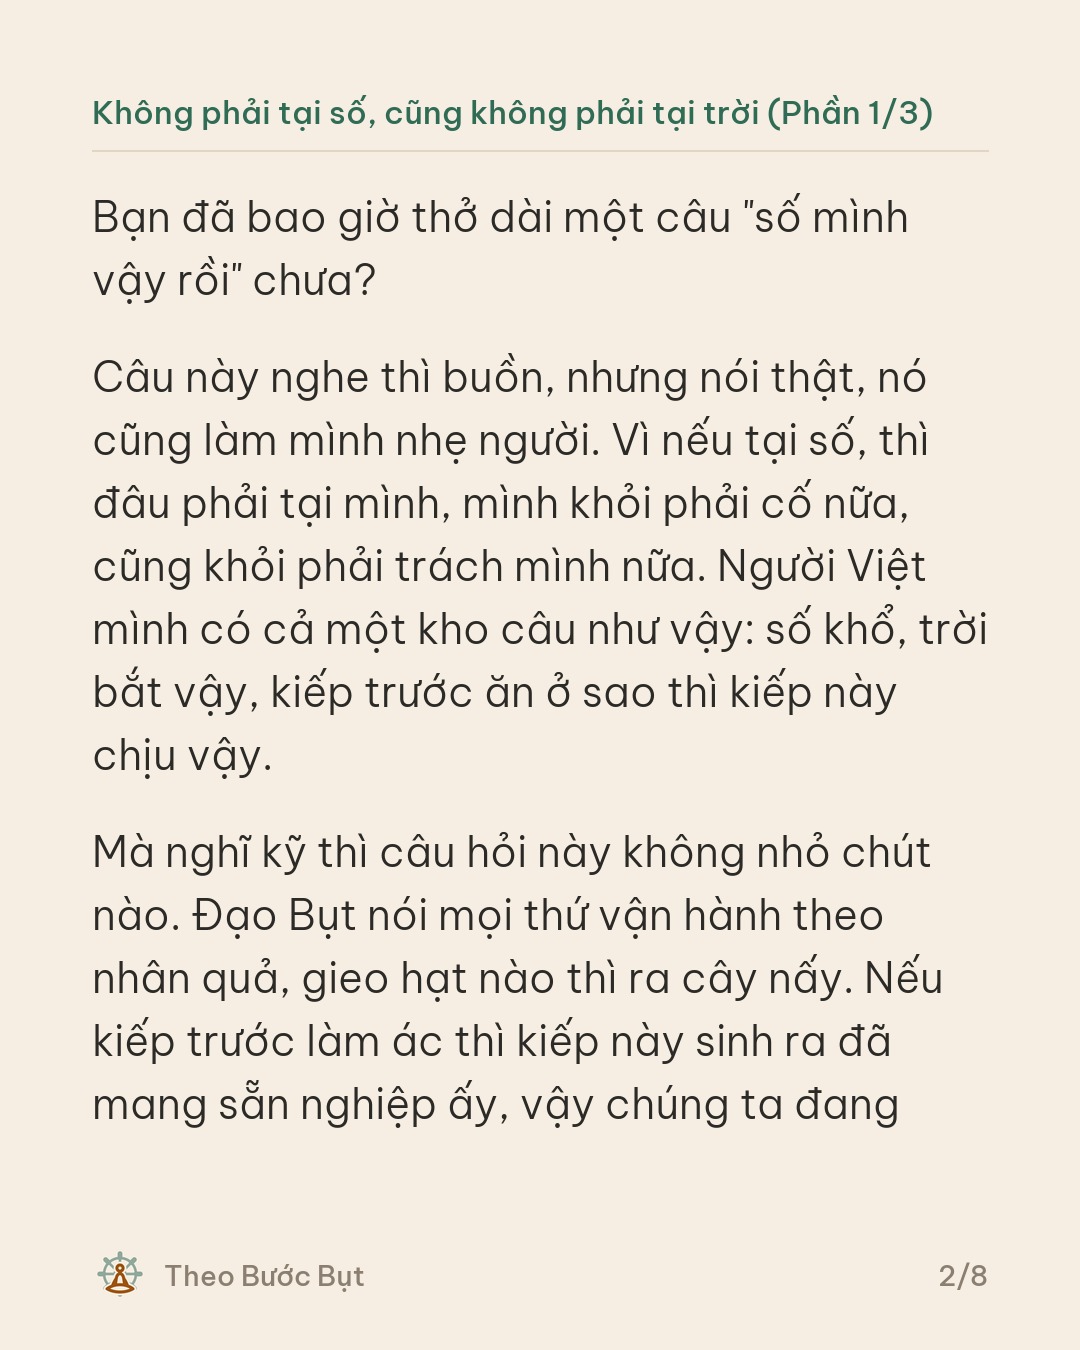 Không phải tại số, cũng không phải tại trời (Phần 1/3)
Bạn đã bao giờ thở dài một câu "số mình
vậy rồi" chưa?
Câu này nghe thì buồn, nhưng nói thật, nó
cũng làm mình nhẹ người. Vì nếu tại số, thì
đâu phải tại mình, mình khỏi phải cố nữa,
cũng khỏi phải trách mình nữa. Người Việt
mình có cả một kho câu như vậy: số khổ, trời
bắt vậy, kiếp trước ăn ở sao thì kiếp này
chịu vậy.
Mà nghĩ kỹ thì câu hỏi này không nhỏ chút
nào. Đạo Bụt nói mọi thứ vận hành theo
nhân quả, gieo hạt nào thì ra cây nấy. Nếu
kiếp trước làm ác thì kiếp này sinh ra đã
mang sẵn nghiệp ấy, vậy chúng ta đang
Theo Bước Bụt
2/8